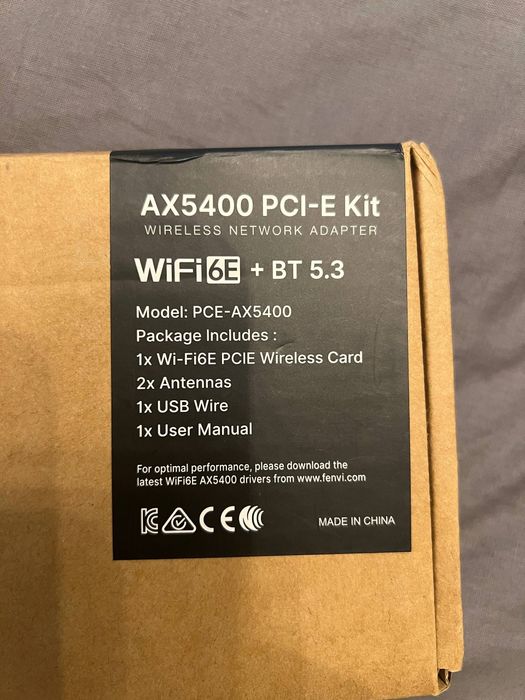 AX5400 PCI-E Kit
WIRELESS NETWORK ADAPTER
WiFi 6E + BT 5.3
Model: PCE-AX5400
Package Includes :
1x Wi-Fi6E PCIE Wireless Card
2x Antennas
1x USB Wire
1x User Manual
For optimal performance, please download the
latest WiFi6E AX5400 drivers from www.fenvi.com
CE
MADE IN CHINA